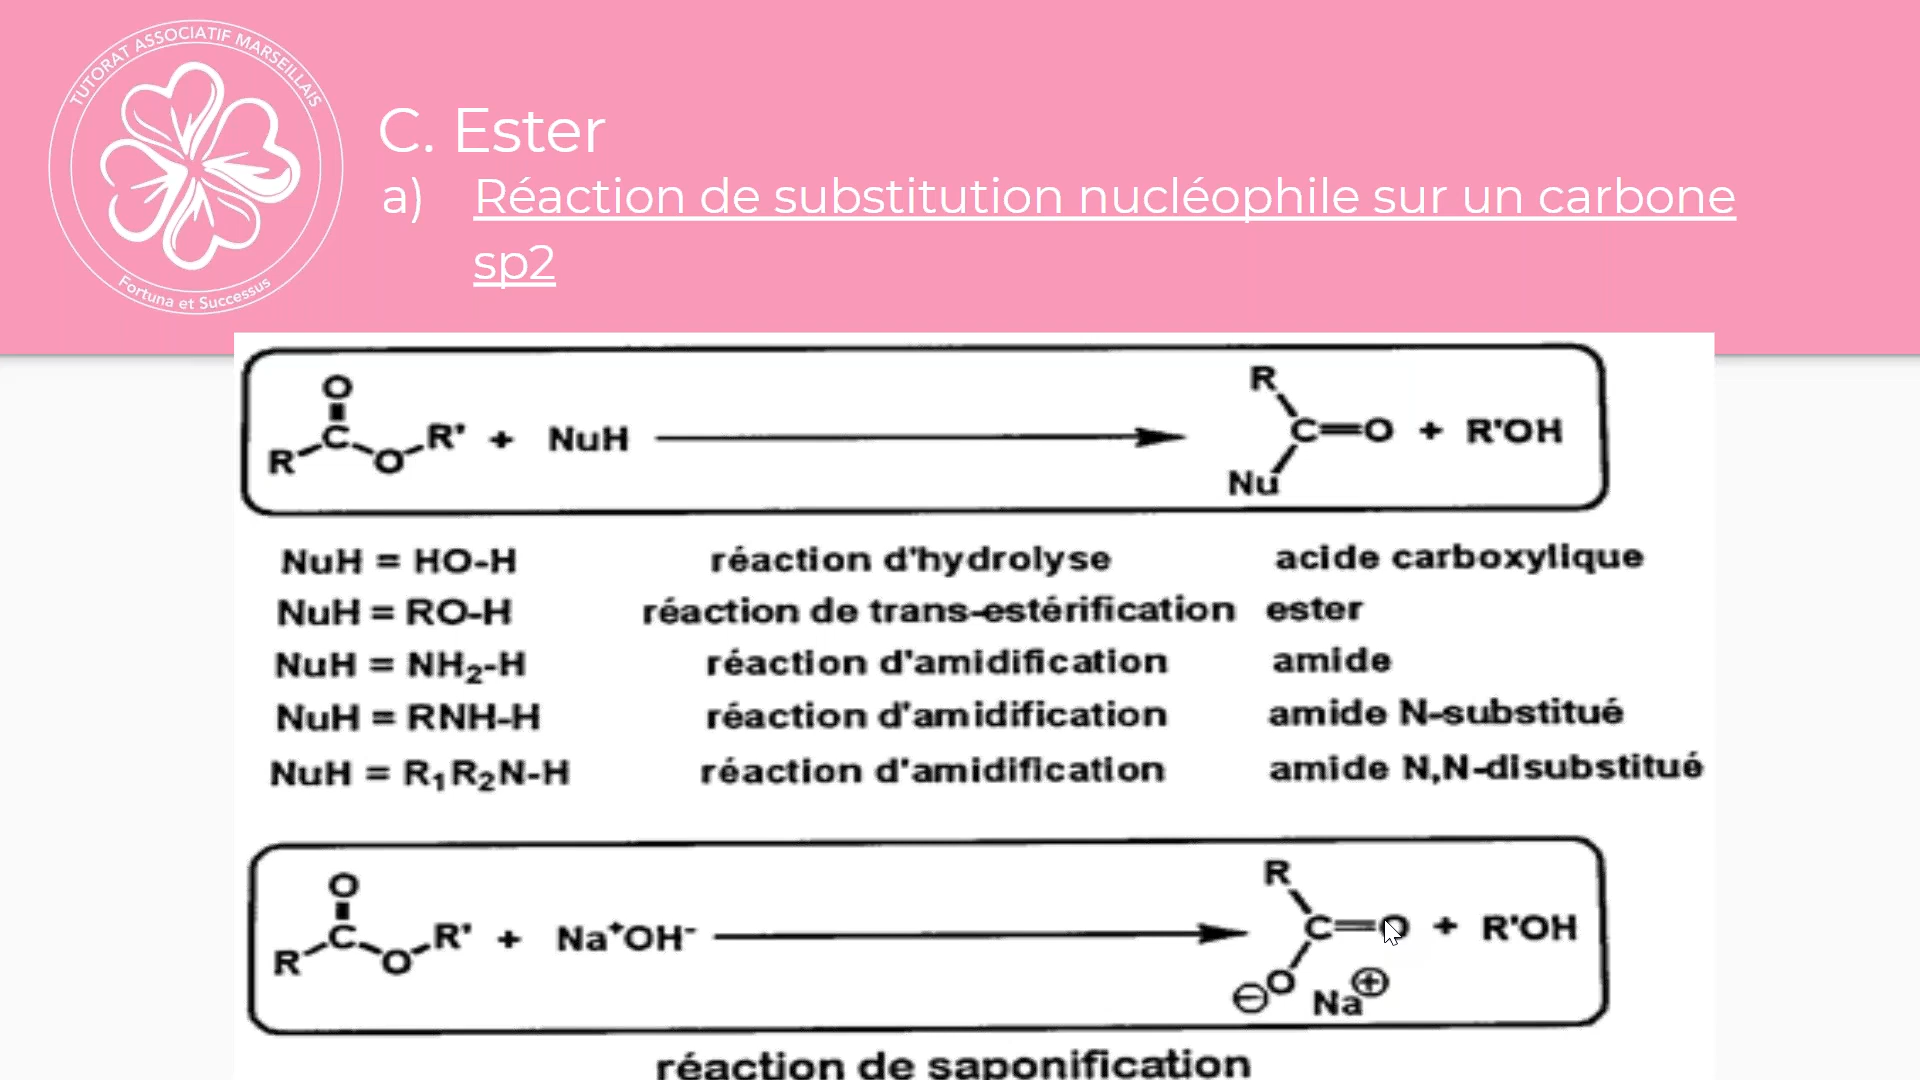 TUTORAT ASSOCIATIF MARSEILLAIS
Fortuna et Successus
C. Ester
a) Réaction de substitution nucléophile sur un carbone
sp2
O
R C O R' + NuH R C=O Nu + R'OH
NuH = HO-H réaction d'hydrolyse acide carboxylique
NuH = RO-H réaction de trans-estérification ester
NuH = NH₂-H réaction d'amidification amide
NuH = RNH-H réaction d'amidification amide N-substitué
NuH = R₁R₂N-H réaction d'amidification amide N,N-disubstitué
O
R C O R' + Na⁺OH⁻ R C=O ⊖O Na⊕ + R'OH
réaction de saponification